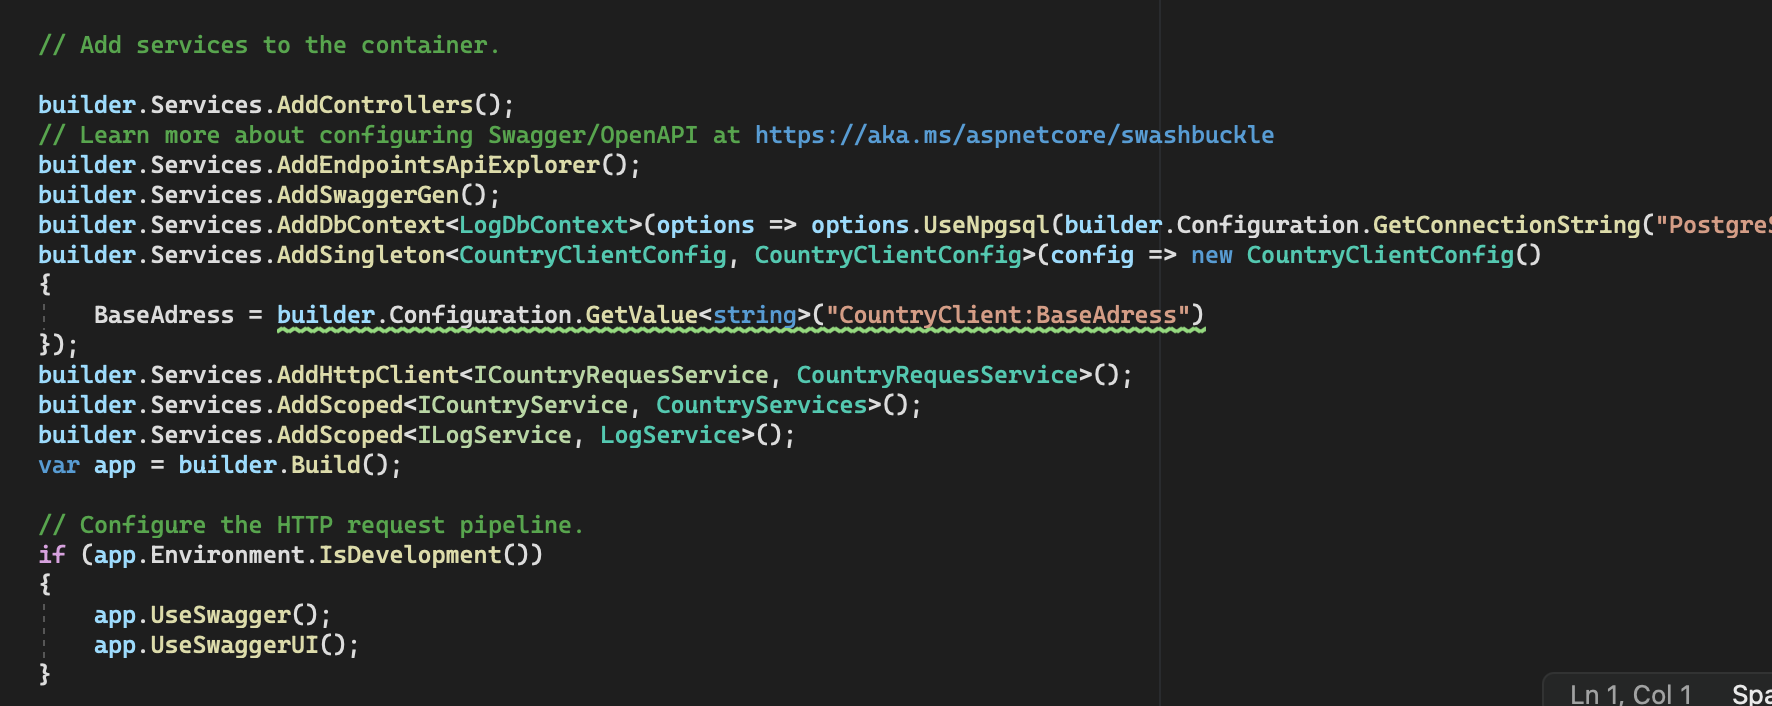 // Add services to the container.
builder.Services.AddControllers();
// Learn more about configuring Swagger/OpenAPI at https://aka.ms/aspnetcore/swashbuckle
builder.Services.AddEndpointsApiExplorer();
builder.Services.AddSwaggerGen();
builder.Services.AddDbContext<LogDbContext>(options => options.UseNpgsql(builder.Configuration.GetConnectionString("PostgreS
builder.Services.AddSingleton<CountryClientConfig, CountryClientConfig>(config => new CountryClientConfig()
{
    BaseAdress = builder.Configuration.GetValue<string>("CountryClient:BaseAdress")
});
builder.Services.AddHttpClient<ICountryRequesService, CountryRequesService>();
builder.Services.AddScoped<ICountryService, CountryServices>();
builder.Services.AddScoped<ILogService, LogService>();
var app = builder.Build();
// Configure the HTTP request pipeline.
if (app.Environment.IsDevelopment())
{
    app.UseSwagger();
    app.UseSwaggerUI();
}
Ln 1, Col 1 Spa